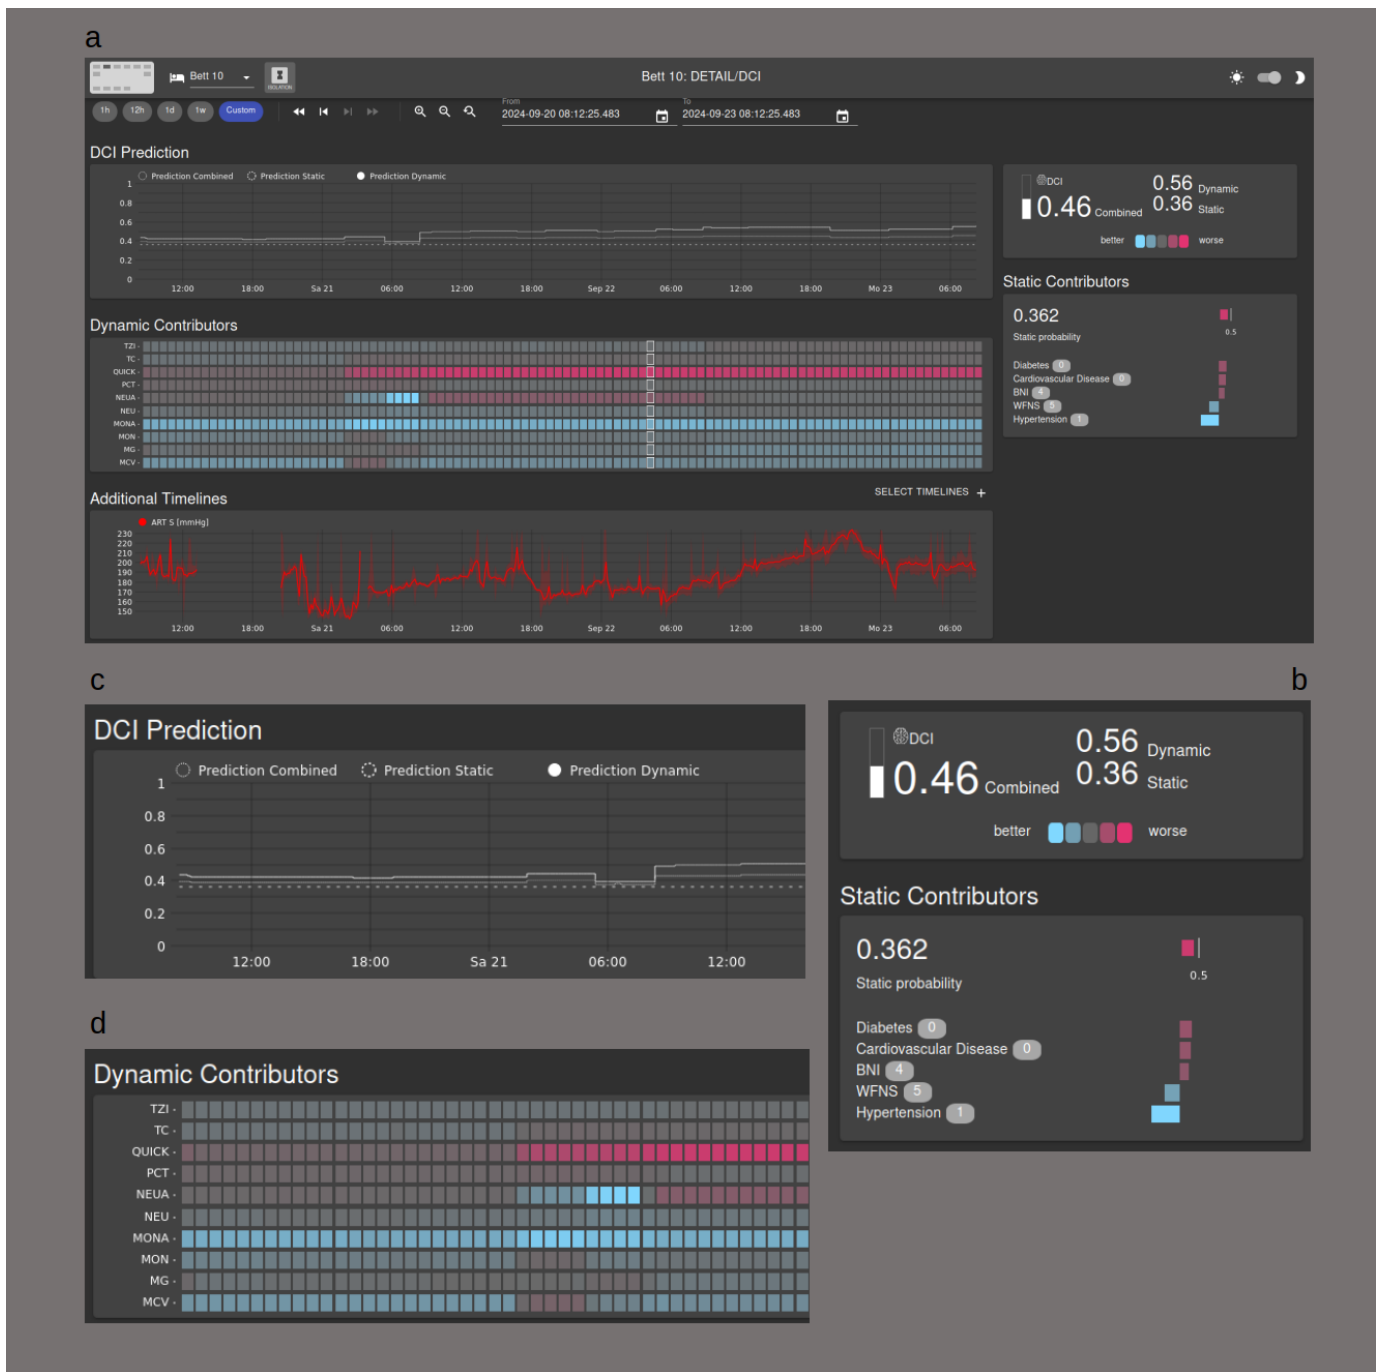 a
Bett 10
ISOLATION
Bett 10: DETAIL/DCI
1h 12h 1d 1w Custom
From
2024-09-20 08:12:25.483
To
2024-09-23 08:12:25.483
DCI Prediction
Prediction Combined Prediction Static Prediction Dynamic
1
0.8
0.6
0.4
0.2
0
12:00 18:00 Sa 21 06:00 12:00 18:00 Sep 22 06:00 12:00 18:00 Mo 23 06:00
DCI
0.46 Combined
0.56 Dynamic
0.36 Static
better worse
Static Contributors
0.362
Static probability
0.5
Diabetes 0
Cardiovascular Disease 0
BNI 4
WFNS 5
Hypertension 1
Dynamic Contributors
TZI
TC
QUICK
PCT
NEUA
NEU
MONA
MON
MG
MCV
Additional Timelines
SELECT TIMELINES +
ART S [mmHg]
230
220
210
200
190
180
170
160
150
12:00 18:00 Sa 21 06:00 12:00 18:00 Sep 22 06:00 12:00 18:00 Mo 23 06:00
c
DCI Prediction
Prediction Combined Prediction Static Prediction Dynamic
1
0.8
0.6
0.4
0.2
0
12:00 18:00 Sa 21 06:00 12:00
b
DCI
0.46 Combined
0.56 Dynamic
0.36 Static
better worse
Static Contributors
0.362
Static probability
0.5
Diabetes 0
Cardiovascular Disease 0
BNI 4
WFNS 5
Hypertension 1
d
Dynamic Contributors
TZI
TC
QUICK
PCT
NEUA
NEU
MONA
MON
MG
MCV